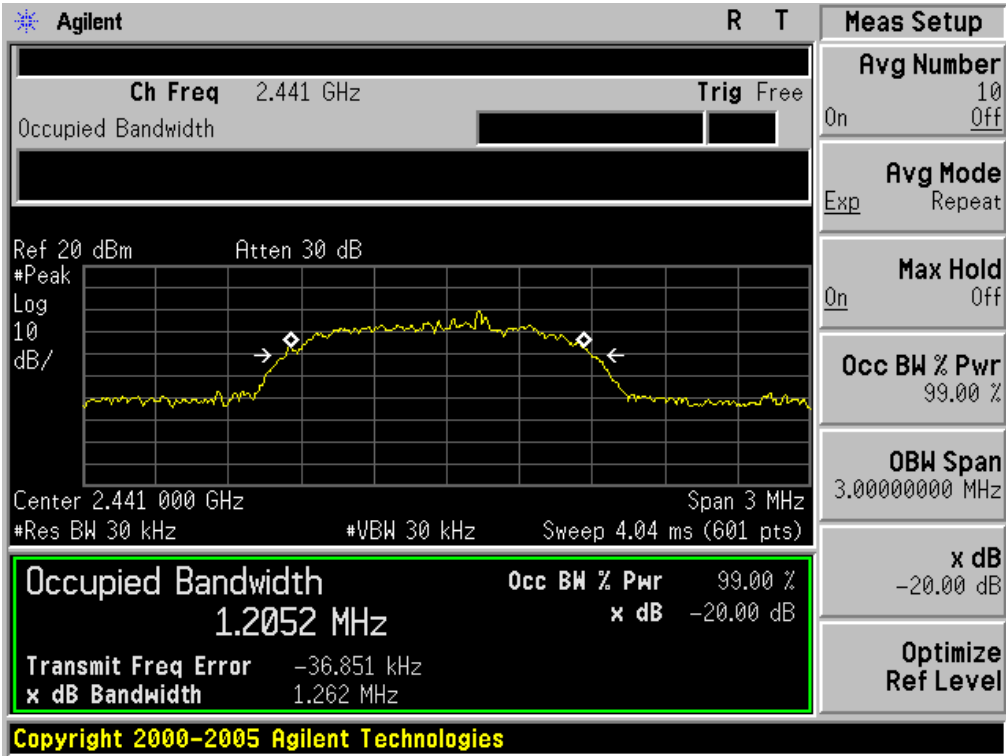 Agilent R T
Ch Freq 2.441 GHz Trig Free
Occupied Bandwidth
Ref 20 dBm Atten 30 dB
#Peak
Log
10
dB/
Center 2.441 000 GHz Span 3 MHz
#Res BW 30 kHz #VBW 30 kHz Sweep 4.04 ms (601 pts)
Occupied Bandwidth
1.2052 MHz
Occ BW % Pwr 99.00 %
x dB -20.00 dB
Transmit Freq Error -36.851 kHz
x dB Bandwidth 1.262 MHz
Copyright 2000-2005 Agilent Technologies
Meas Setup
Avg Number
10
On Off
Avg Mode
Exp Repeat
Max Hold
On Off
Occ BW % Pwr
99.00 %
OBW Span
3.00000000 MHz
x dB
-20.00 dB
Optimize
Ref Level